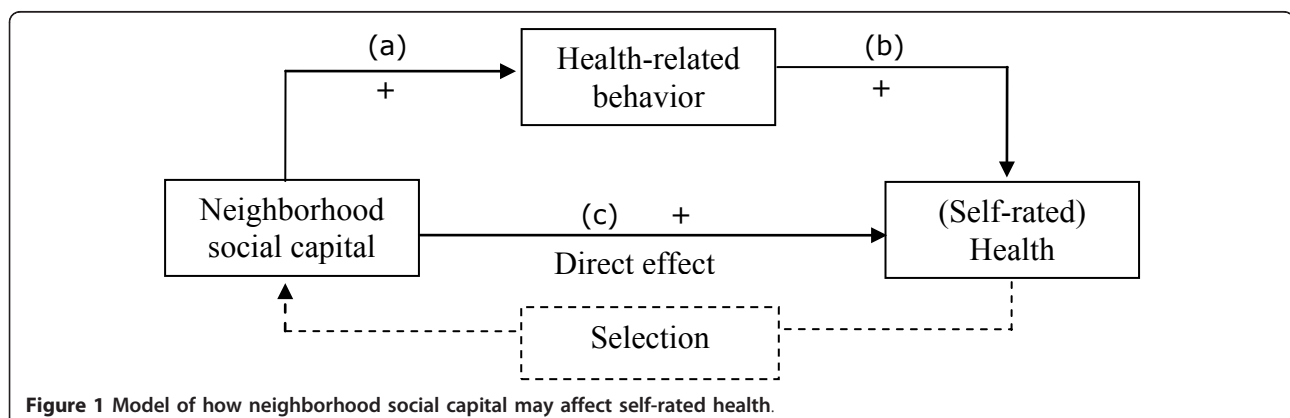 (a)
+
Health-related
behavior
(b)
+
Neighborhood
social capital
(c) +
Direct effect
(Self-rated)
Health
Selection
Figure 1 Model of how neighborhood social capital may affect self-rated health.